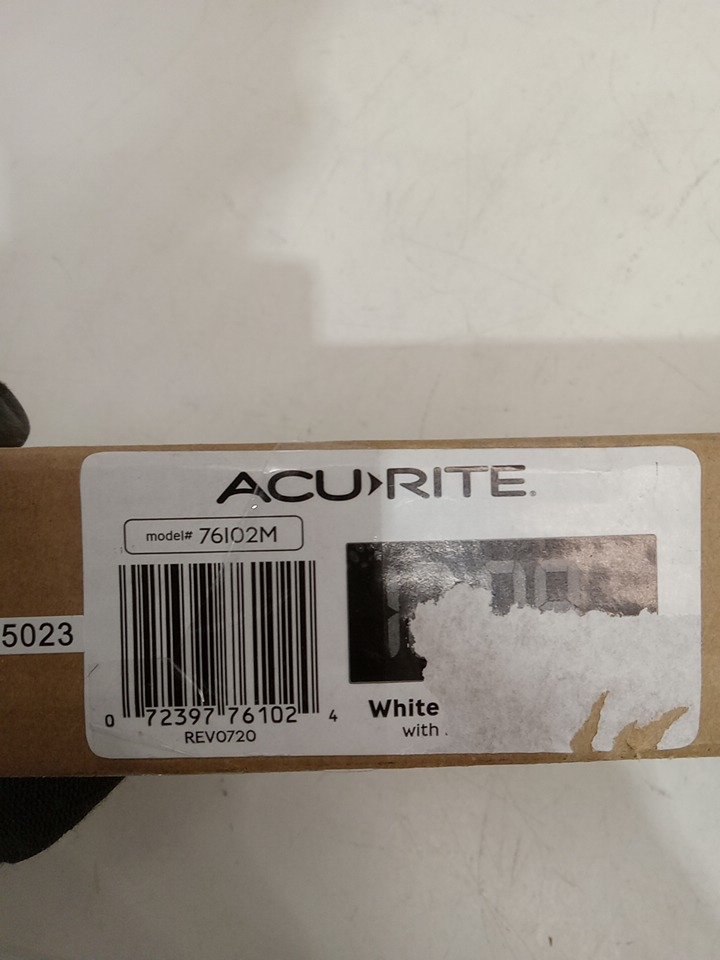 ACU›RITE®
model# 76102M
5023
0 72397 76102 4
REV0720
White
with